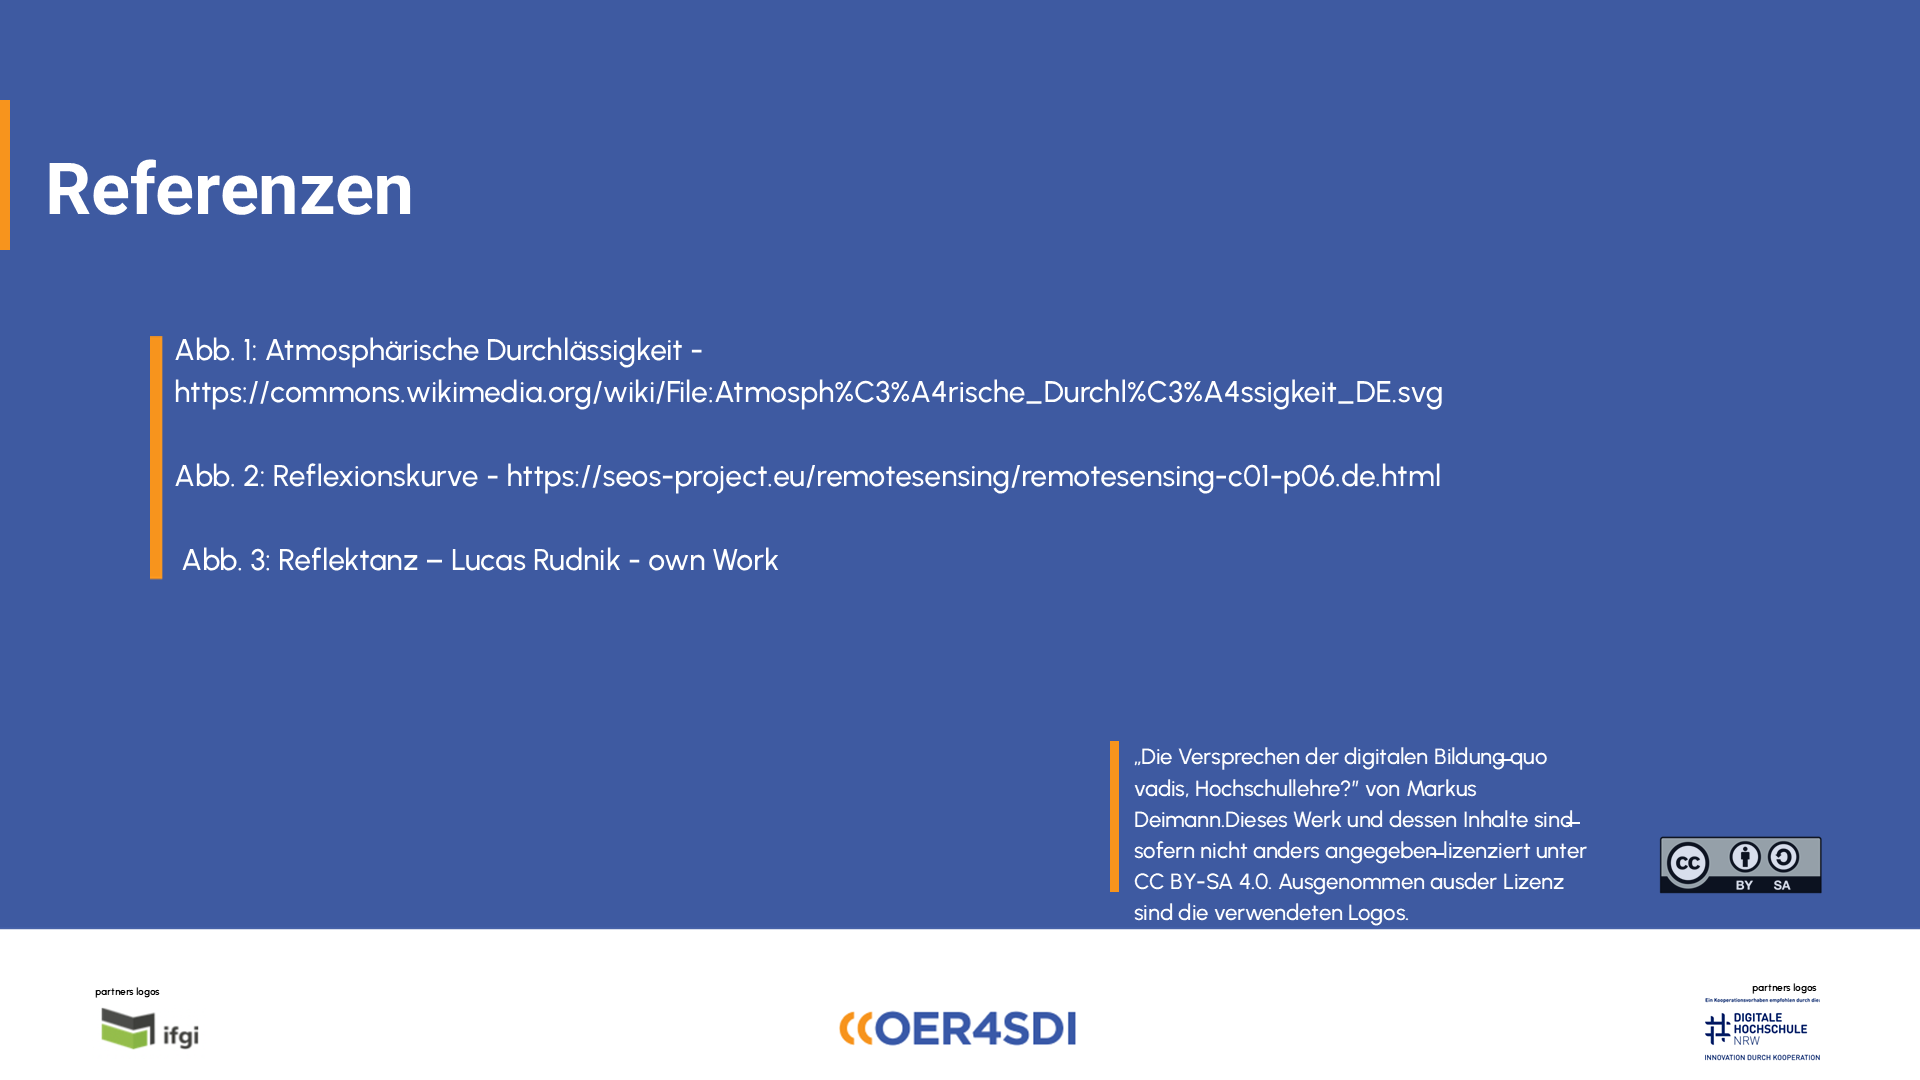 Referenzen
Abb. 1: Atmosphärische Durchlässigkeit -
https://commons.wikimedia.org/wiki/File:Atmosph%C3%A4rische_Durchl%C3%A4ssigkeit_DE.svg
Abb. 2: Reflexionskurve - https://seos-project.eu/remotesensing/remotesensing-c01-p06.de.html
Abb. 3: Reflektanz – Lucas Rudnik - own Work
„Die Versprechen der digitalen Bildung–quo
vadis, Hochschullehre?” von Markus
Deimann.Dieses Werk und dessen Inhalte sind–
sofern nicht anders angegeben–lizenziert unter
CC BY-SA 4.0. Ausgenommen ausder Lizenz
sind die verwendeten Logos.
cc BY SA
partners logos
ifgi
OER4SDI
partners logos
Ein Kooperationsvorhaben empfohlen durch die:
DIGITALE
HOCHSCHULE
NRW
INNOVATION DURCH KOOPERATION